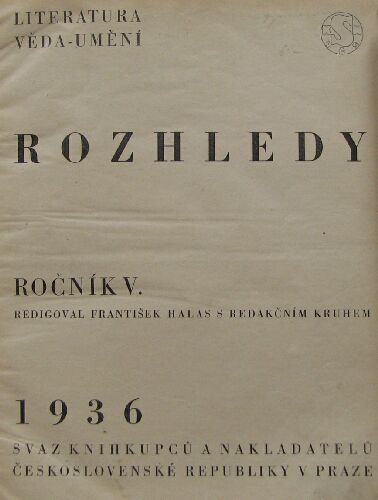 LITERATURA
VĚDA-UMĚNÍ
ROZHLEDY
ROČNÍK V.
REDIGOVAL FRANTIŠEK HALAS S REDAKČNÍM KRUHEM
1936
SVAZ KNIHKUPCŮ A NAKLADATELŮ
ČESKOSLOVENSKÉ REPUBLIKY V PRAZE